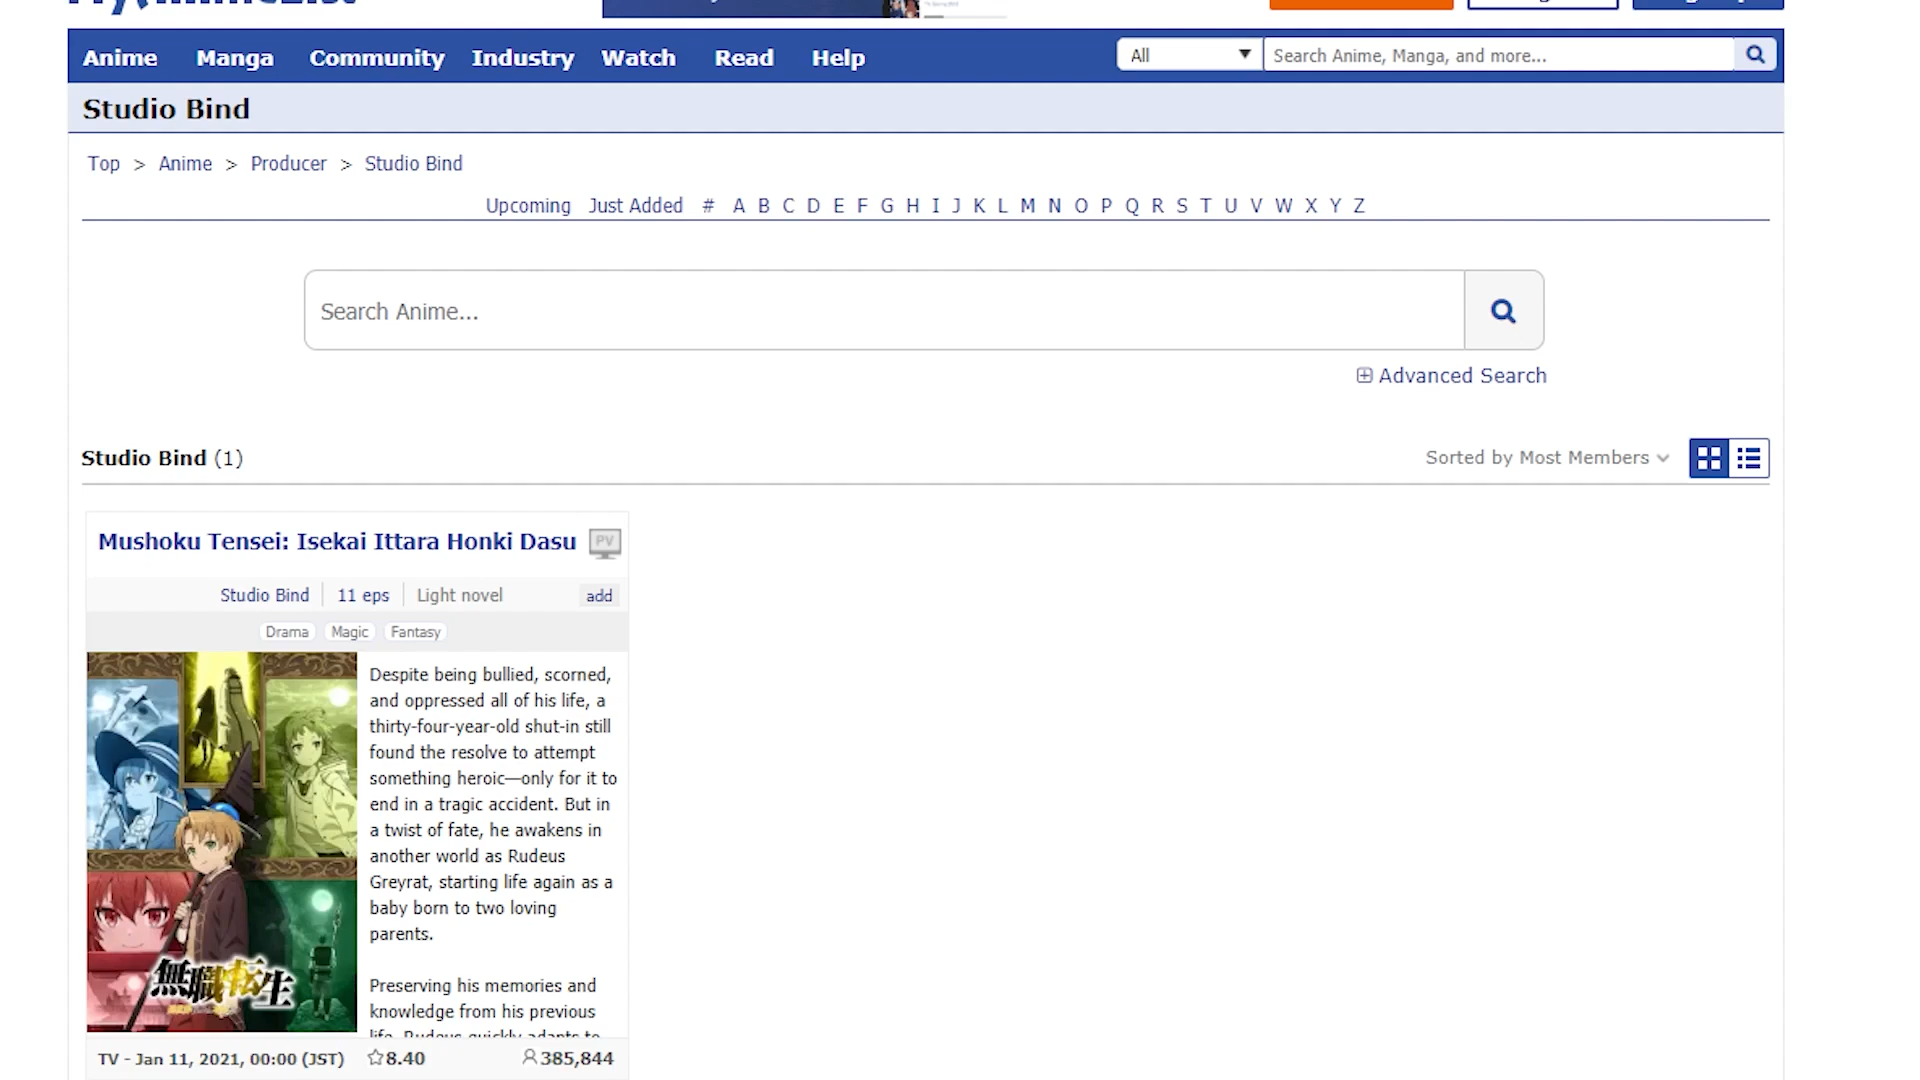 MyAnimeList
Anime Manga Community Industry Watch Read Help
All
Search Anime, Manga, and more...
Studio Bind
Top > Anime > Producer > Studio Bind
Upcoming Just Added # A B C D E F G H I J K L M N O P Q R S T U V W X Y Z
Search Anime...
Advanced Search
Studio Bind (1)
Sorted by Most Members
Mushoku Tensei: Isekai Ittara Honki Dasu
PV
Studio Bind 11 eps Light novel add
Drama Magic Fantasy
Despite being bullied, scorned,
and oppressed all of his life, a
thirty-four-year-old shut-in still
found the resolve to attempt
something heroic—only for it to
end in a tragic accident. But in
a twist of fate, he awakens in
another world as Rudeus
Greyrat, starting life again as a
baby born to two loving
parents.
Preserving his memories and
knowledge from his previous
life, Rudeus quickly adapts to
無職転生
TV - Jan 11, 2021, 00:00 (JST) 8.40 385,844